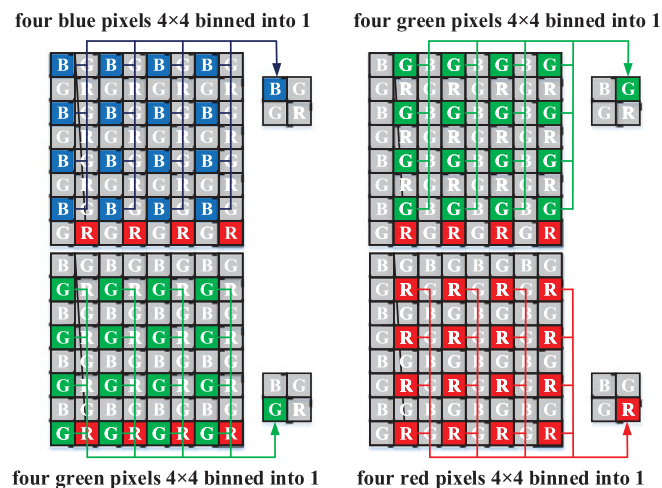 four blue pixels 4×4 binned into 1
B G B G B G B G
G R G R G R G R
B G B G B G B G
G R G R G R G R
B G B G B G B G
G R G R G R G R
B G B G B G B G
G R G R G R G R
B G
G R
four green pixels 4×4 binned into 1
B G B G B G B G
G R G R G R G R
B G B G B G B G
G R G R G R G R
B G B G B G B G
G R G R G R G R
B G B G B G B G
G R G R G R G R
B G
G R
B G B G B G B G
G R G R G R G R
B G B G B G B G
G R G R G R G R
B G B G B G B G
G R G R G R G R
B G B G B G B G
G R G R G R G R
B G
G R
four green pixels 4×4 binned into 1
B G B G B G B G
G R G R G R G R
B G B G B G B G
G R G R G R G R
B G B G B G B G
G R G R G R G R
B G B G B G B G
G R G R G R G R
B G
G R
four red pixels 4×4 binned into 1